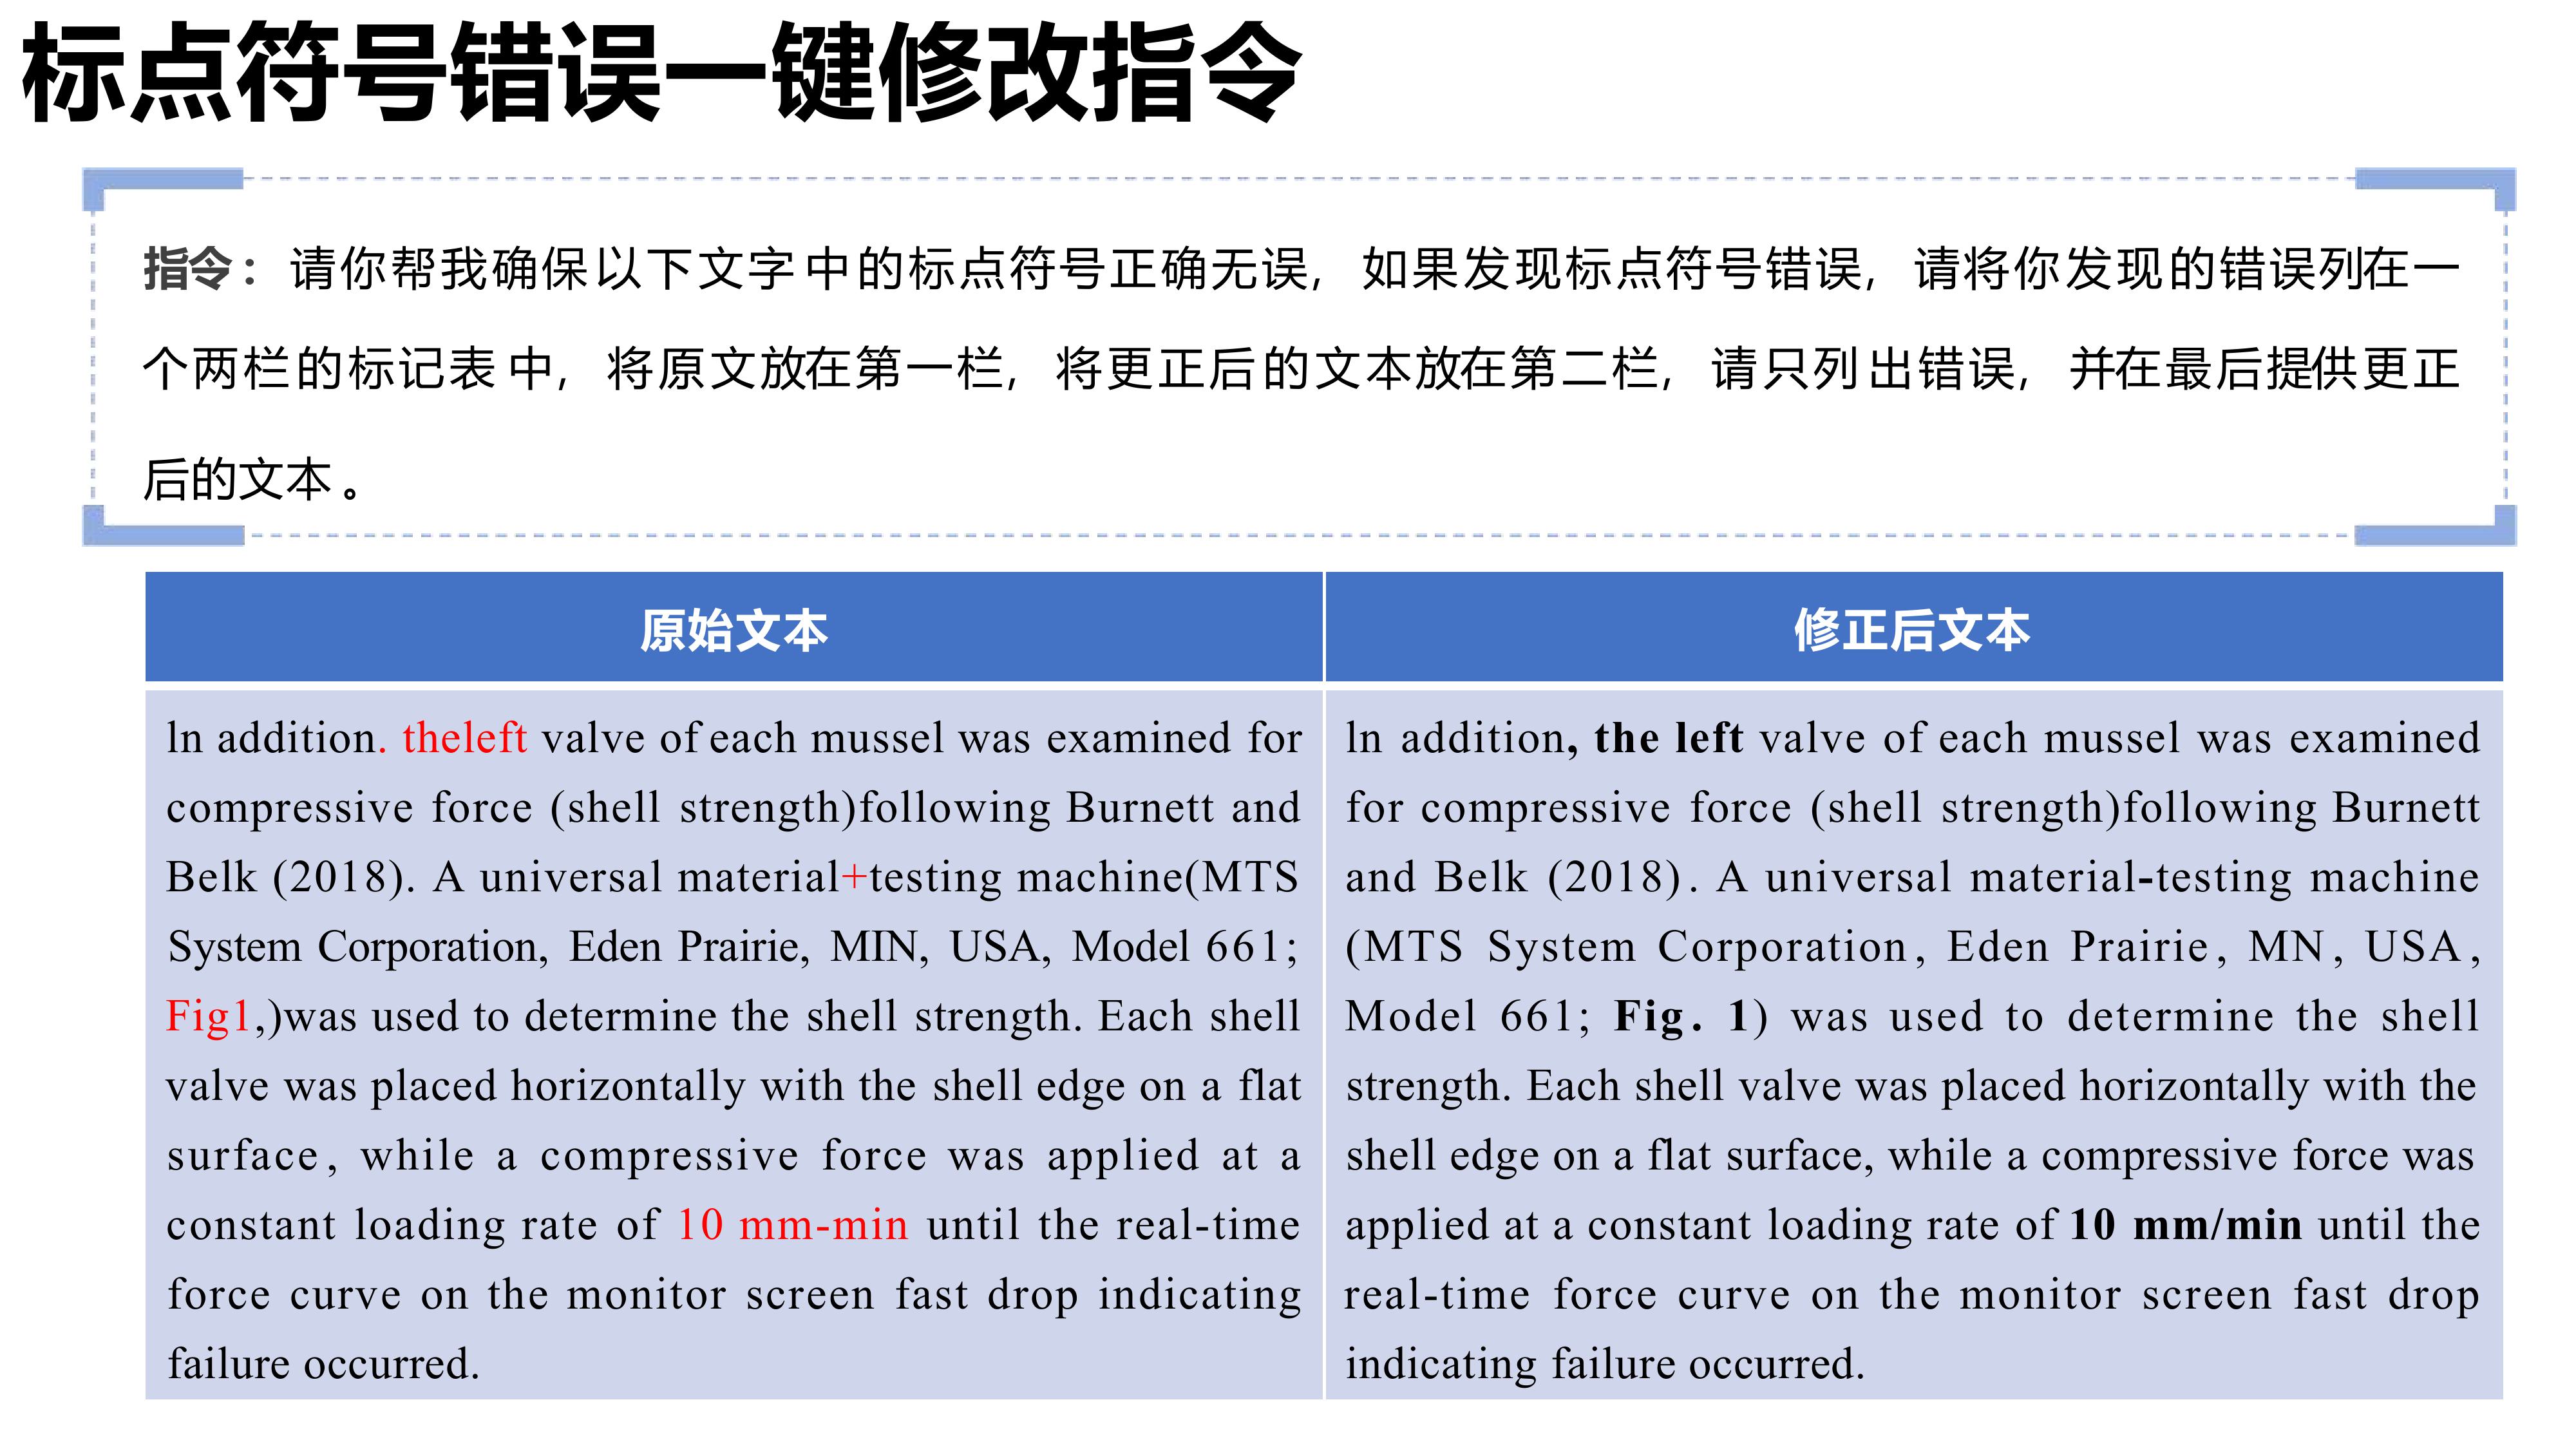 标点符号错误一键修改指令
指令：请你帮我确保以下文字中的标点符号正确无误，如果发现标点符号错误，请将你发现的错误列在一
个两栏的标记表中，将原文放在第一栏，将更正后的文本放在第二栏，请只列出错误，并在最后提供更正
后的文本。
原始文本
ln addition. theleft valve of each mussel was examined for
compressive force (shell strength)following Burnett and
Belk (2018). A universal material+testing machine(MTS
System Corporation, Eden Prairie, MIN, USA, Model 661;
Fig1,)was used to determine the shell strength. Each shell
valve was placed horizontally with the shell edge on a flat
surface, while a compressive force was applied at a
constant loading rate of 10 mm-min until the real-time
force curve on the monitor screen fast drop indicating
failure occurred.
修正后文本
ln addition, the left valve of each mussel was examined
for compressive force (shell strength)following Burnett
and Belk (2018). A universal material-testing machine
(MTS System Corporation, Eden Prairie, MN, USA,
Model 661; Fig. 1) was used to determine the shell
strength. Each shell valve was placed horizontally with the
shell edge on a flat surface, while a compressive force was
applied at a constant loading rate of 10 mm/min until the
real-time force curve on the monitor screen fast drop
indicating failure occurred.